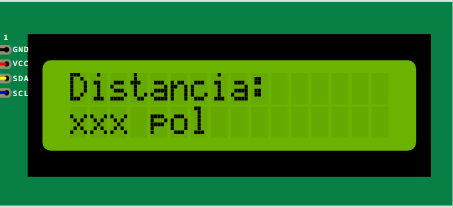 1
GND
VCC
SDA
SCL
Distancia:
xxx pol